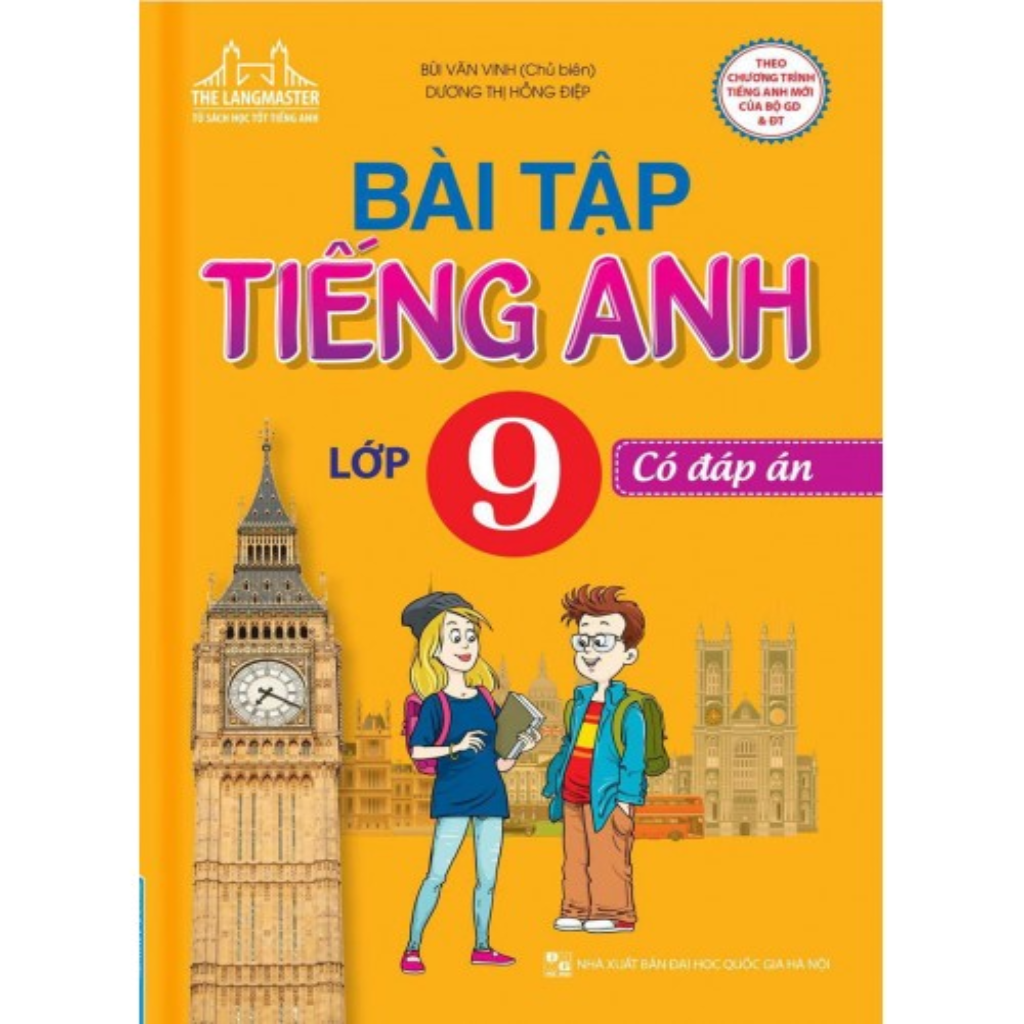 THE LANGMASTER
TỦ SÁCH HỌC TỐT TIẾNG ANH
BÙI VĂN VINH (Chủ biên)
DƯƠNG THỊ HỒNG ĐIỆP
THEO
CHƯƠNG TRÌNH
TIẾNG ANH MỚI
CỦA BỘ GD
& ĐT
BÀI TẬP
TIẾNG ANH
LỚP 9 Có đáp án
NHÀ XUẤT BẢN ĐẠI HỌC QUỐC GIA HÀ NỘI